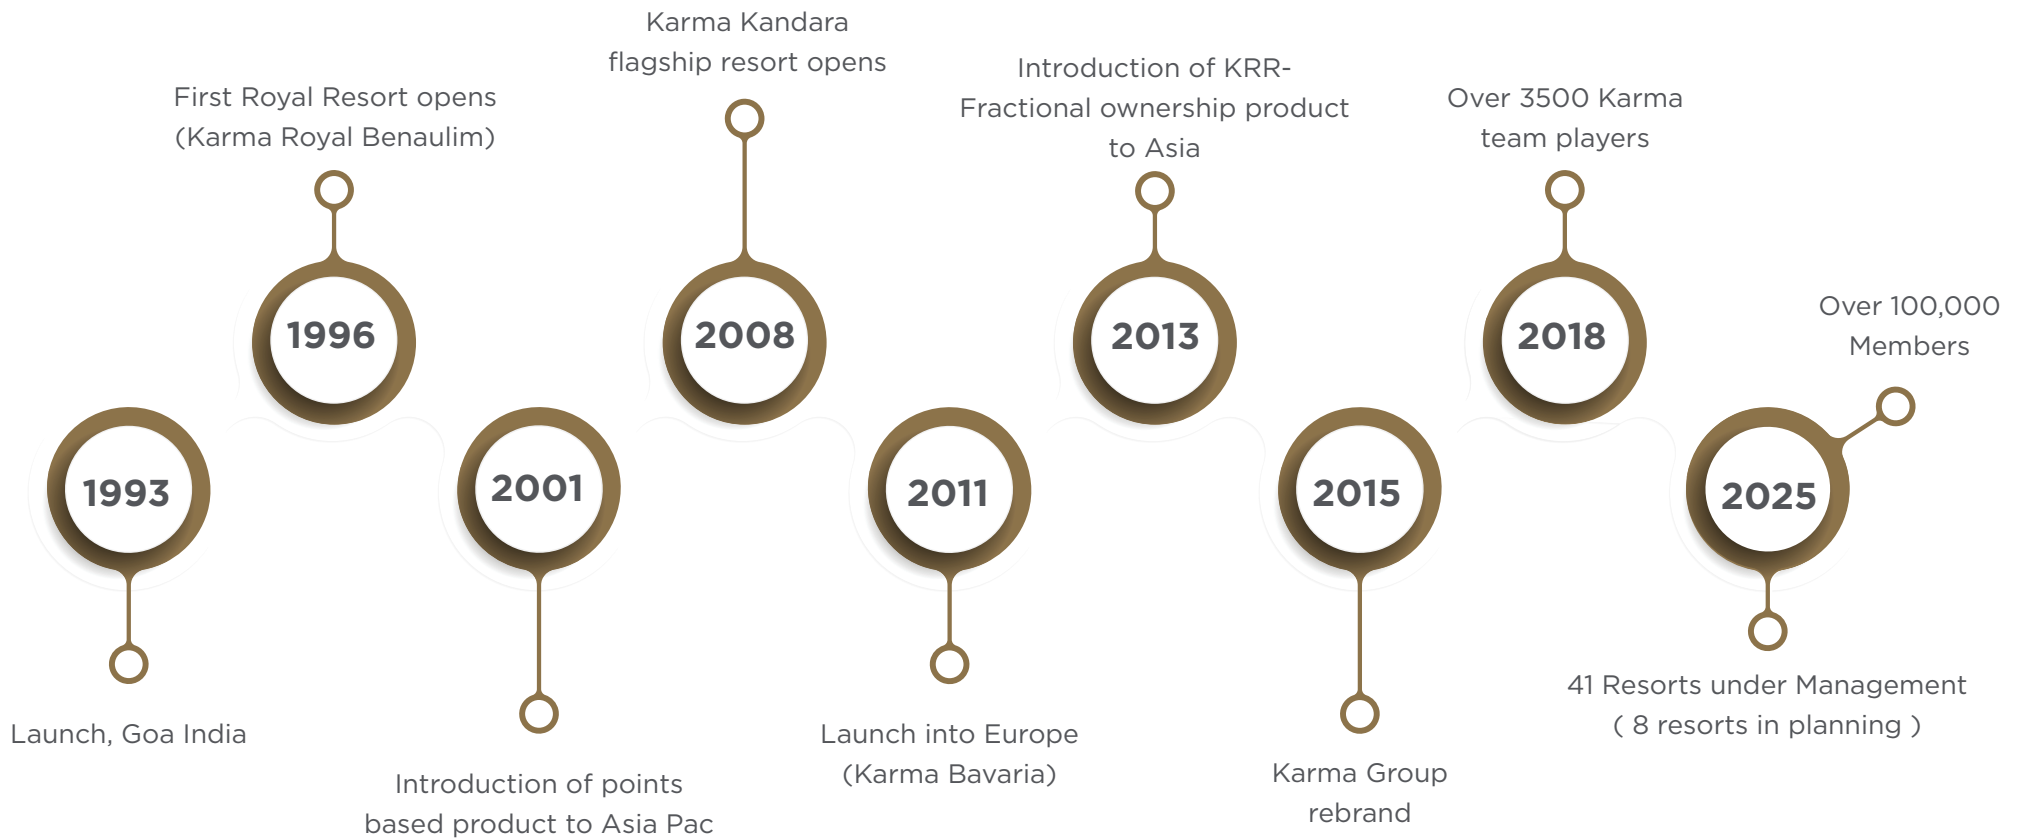 1993
Launch, Goa India
First Royal Resort opens
(Karma Royal Benaulim)
1996
2001
Introduction of points
based product to Asia Pac
Karma Kandara
flagship resort opens
2008
2011
Launch into Europe
(Karma Bavaria)
Introduction of KRR-
Fractional ownership product
to Asia
2013
2015
Karma Group
rebrand
Over 3500 Karma
team players
2018
Over 100,000
Members
2025
41 Resorts under Management
( 8 resorts in planning )